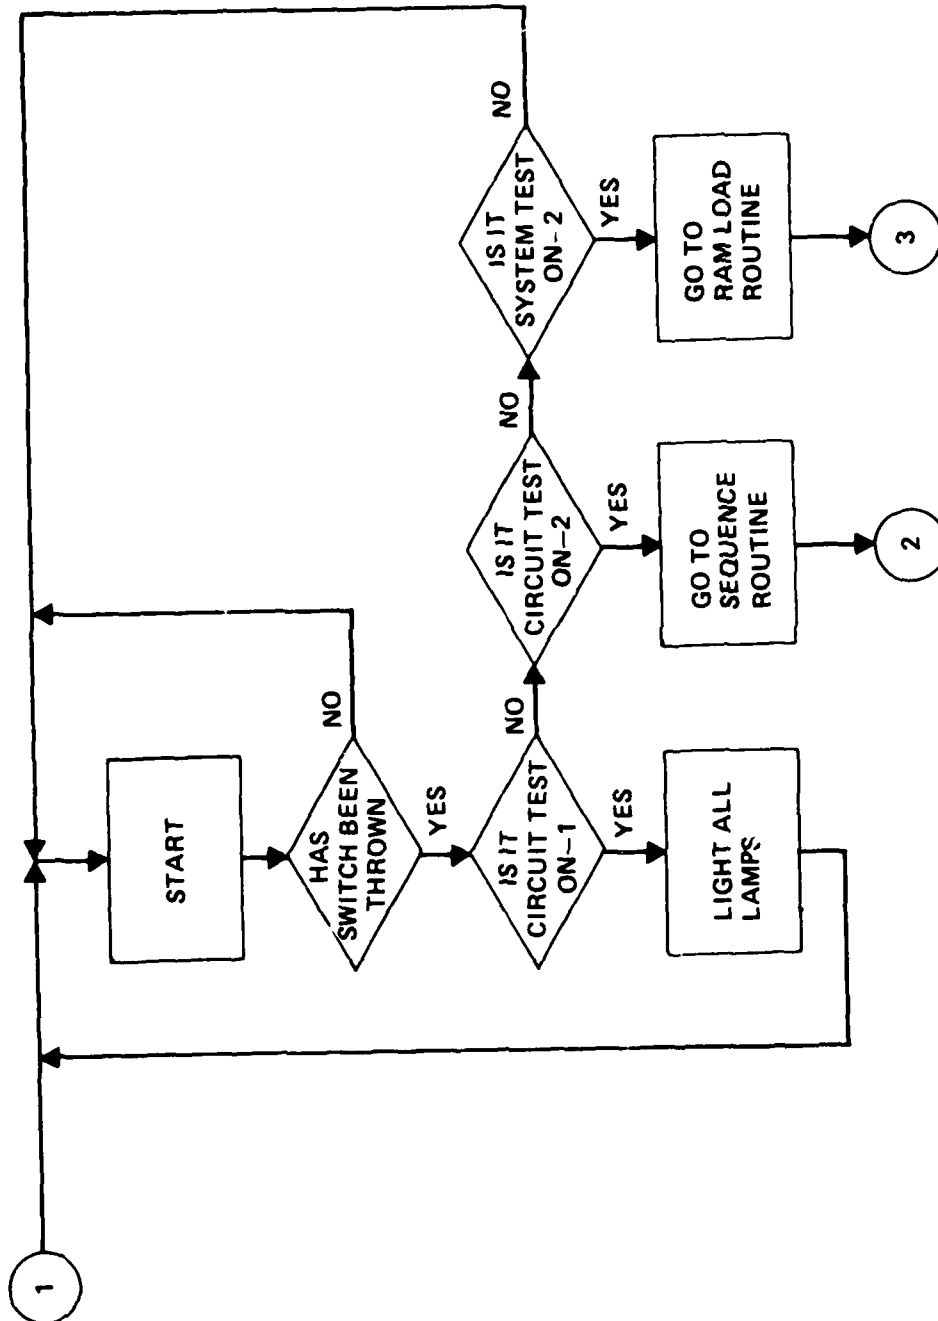 1
START
HAS
SWITCH BEEN
THROWN
NO
YES
IS IT
CIRCUIT TEST
ON-1
NO
YES
LIGHT ALL
LAMPS
IS IT
CIRCUIT TEST
ON-2
NO
YES
GO TO
SEQUENCE
ROUTINE
2
IS IT
SYSTEM TEST
ON-2
NO
YES
GO TO
RAM LOAD
ROUTINE
3